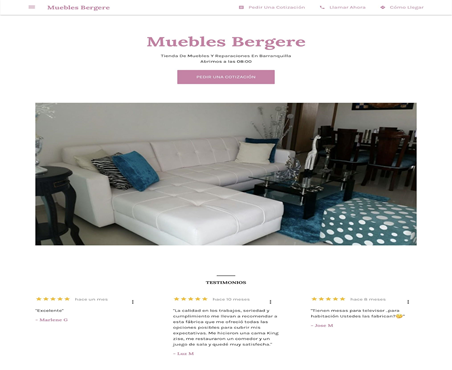 Muebles Bergere
Pedir Una Cotización
Llamar Ahora
Cómo Llegar
Muebles Bergere
Tienda De Muebles Y Reparaciones En Barranquilla
Abrimos a las 08:00
PEDIR UNA COTIZACIÓN
TESTIMONIOS
hace un mes
"Excelente"
- Marlene G
hace 10 meses
"La calidad en los trabajos, seriedad y
cumplimiento me llevan a recomendar a
esta fábrica que me ofreció todas las
opciones posibles para cubrir mis
expectativas. Me hicieron una cama King
zise, me restauraron un comedor y un
juego de sala y quedé muy satisfecha."
- Luz M
hace 8 meses
"Tienen mesas para televisor ,para
habitación Ustedes las fabrican?🤔"
- Jose M